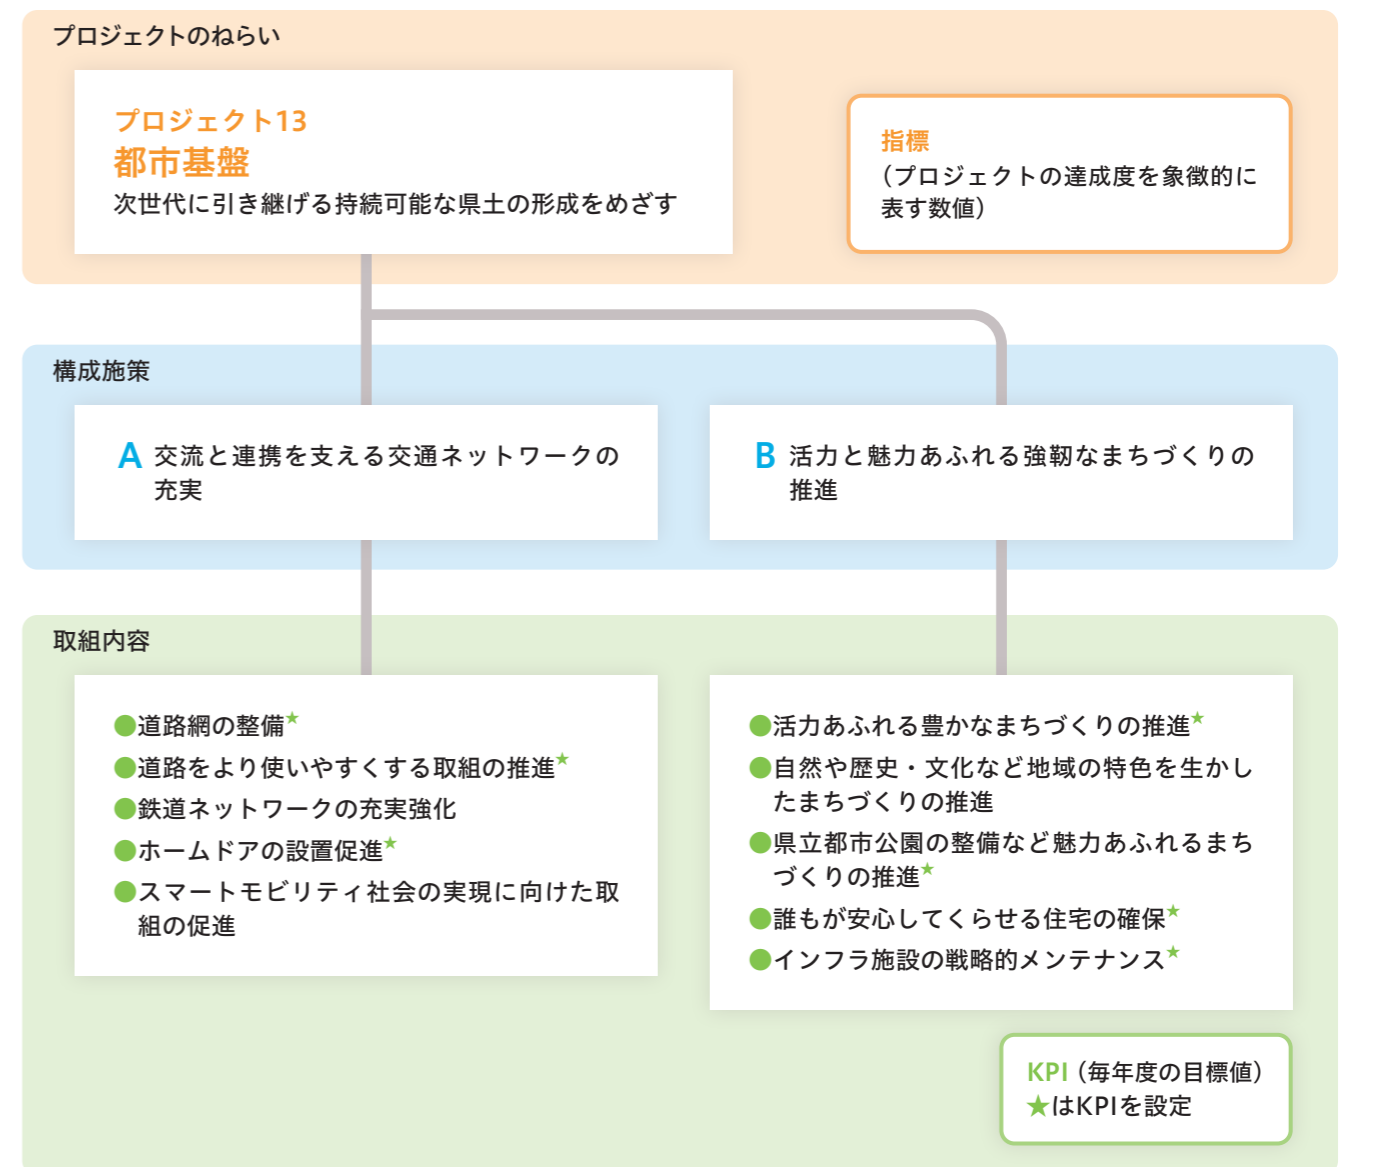 プロジェクトのねらい
プロジェクト13
都市基盤
次世代に引き継げる持続可能な県土の形成をめざす
指標
（プロジェクトの達成度を象徴的に
表す数値）
構成施策
A 交流と連携を支える交通ネットワークの
充実
B 活力と魅力あふれる強靭なまちづくりの
推進
取組内容
●道路網の整備★
●道路をより使いやすくする取組の推進★
●鉄道ネットワークの充実強化
●ホームドアの設置促進★
●スマートモビリティ社会の実現に向けた取
組の促進
●活力あふれる豊かなまちづくりの推進★
●自然や歴史・文化など地域の特色を生かし
たまちづくりの推進
●県立都市公園の整備など魅力あふれるまち
づくりの推進★
●誰もが安心してくらせる住宅の確保★
●インフラ施設の戦略的メンテナンス★
KPI（毎年度の目標値）
★はKPIを設定